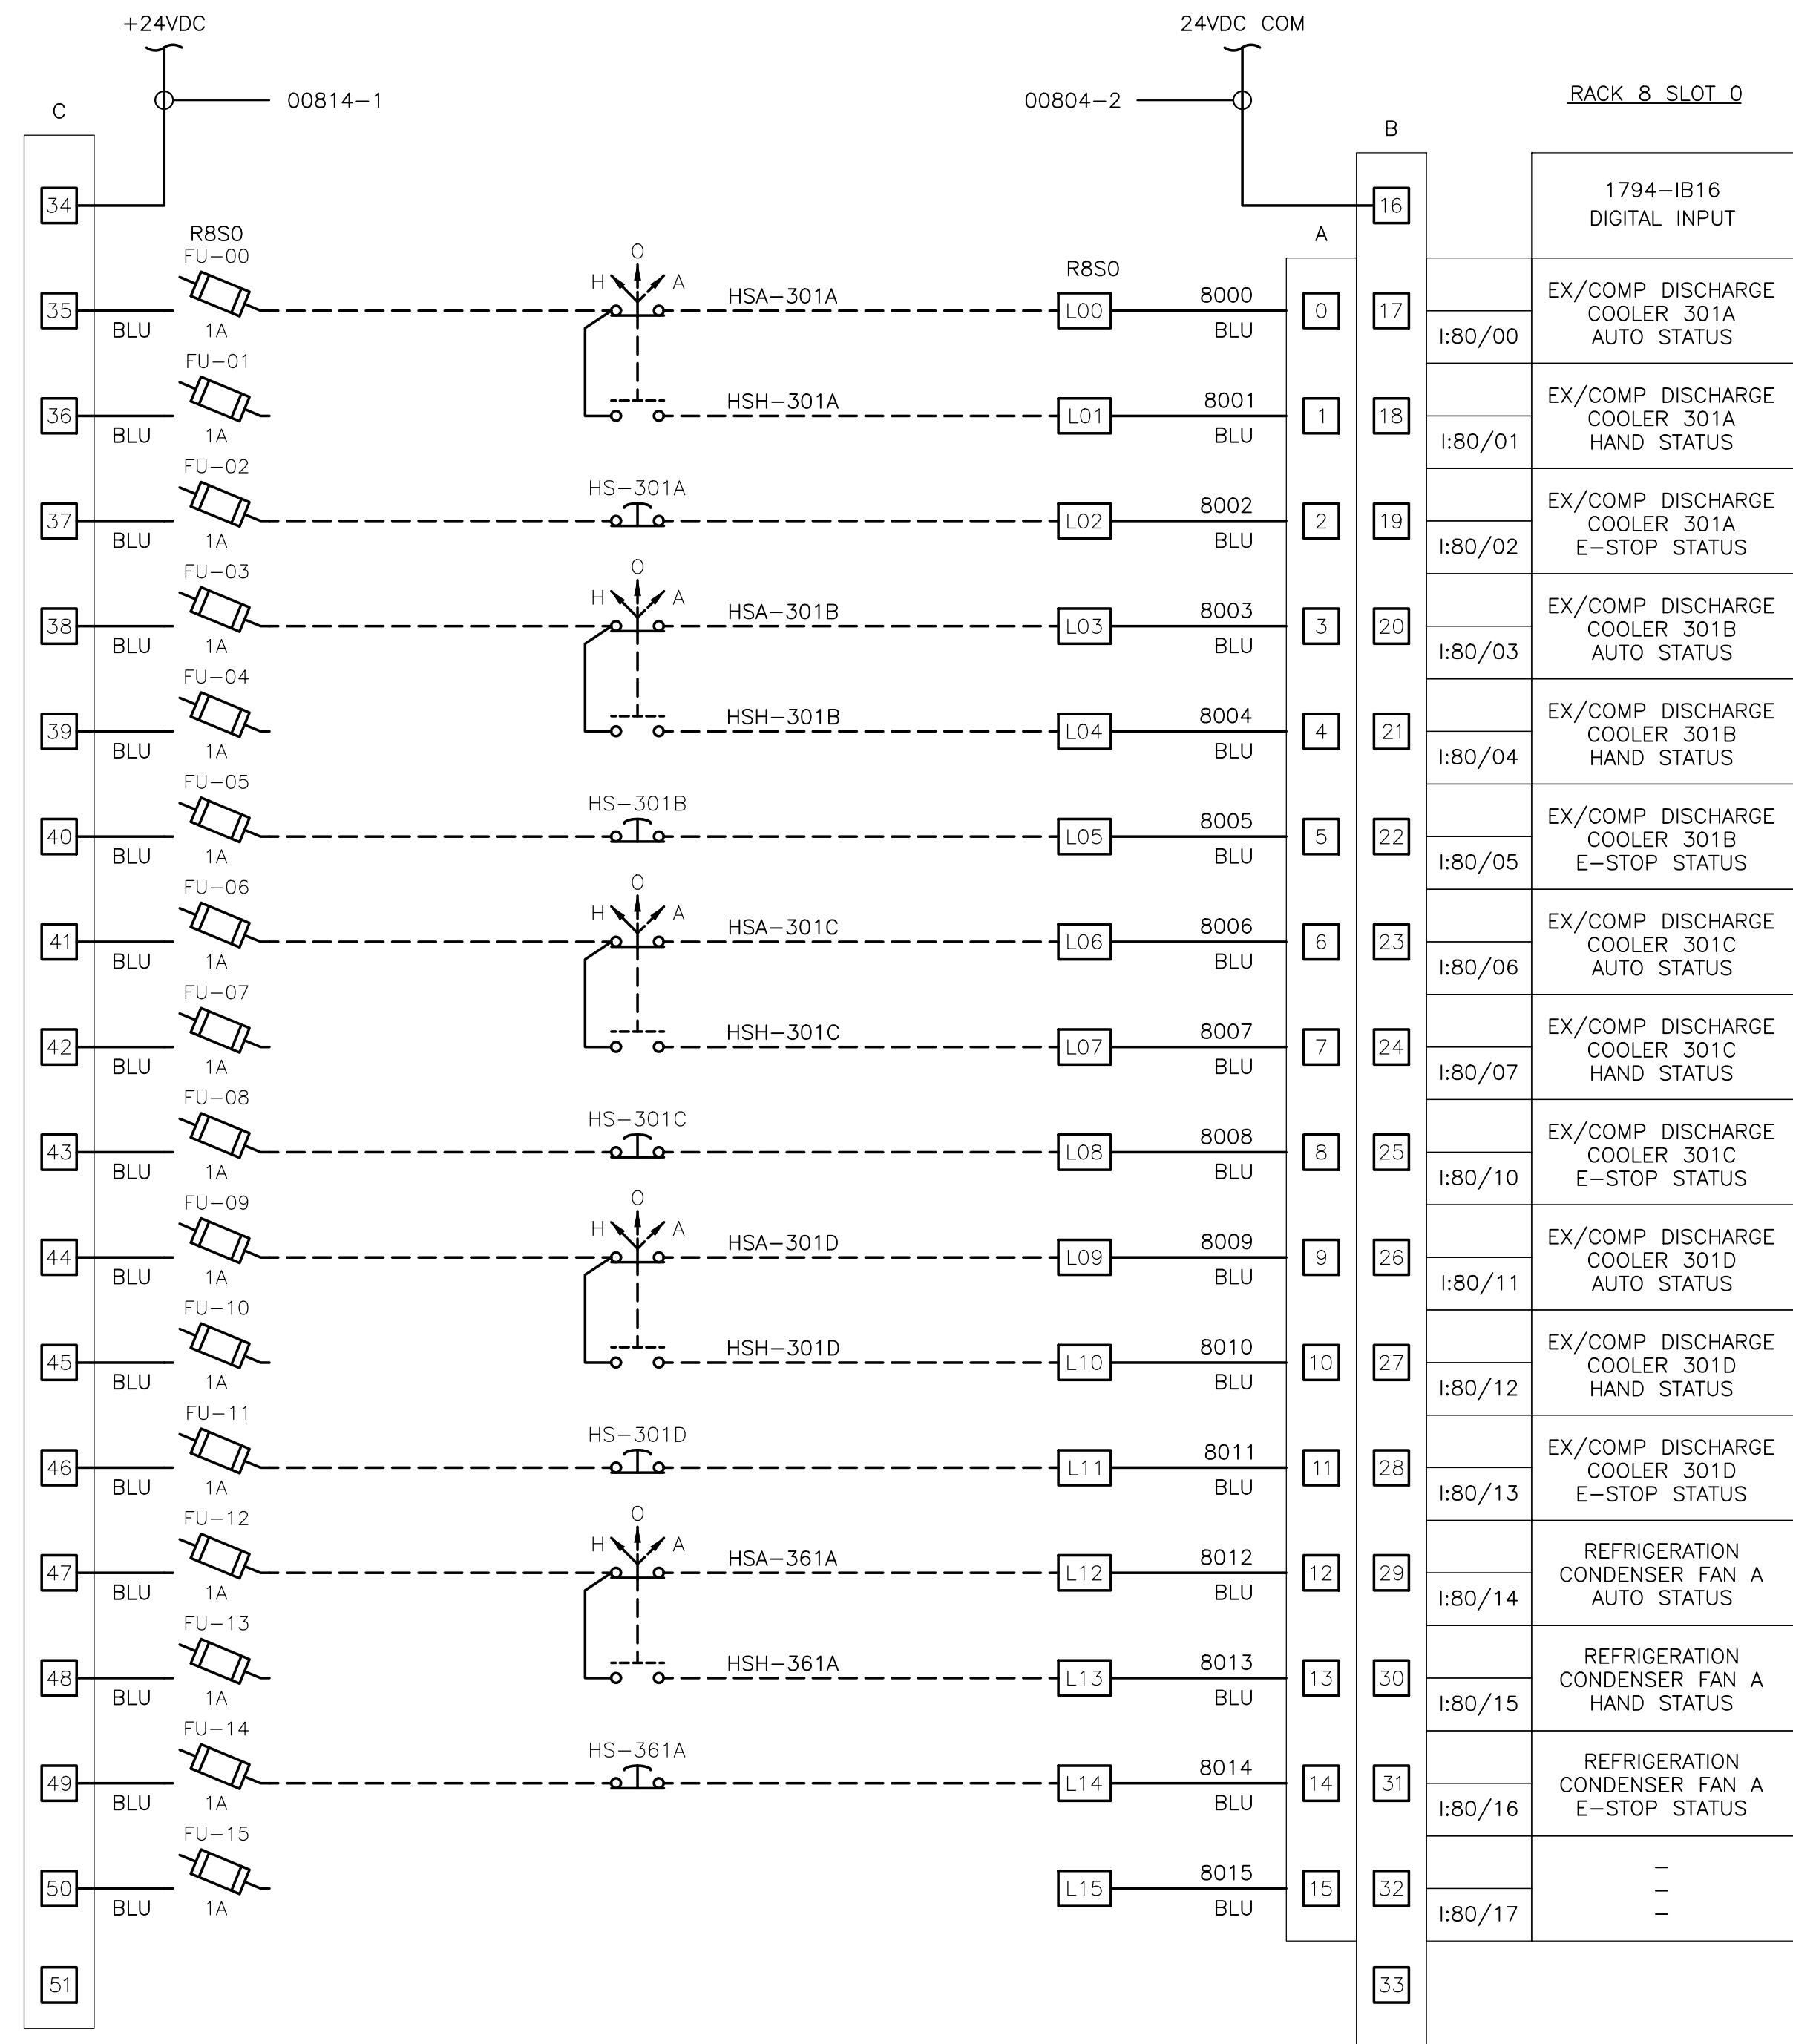 +24VDC
24VDC COM
00814-1
00804-2
RACK 8 SLOT 0
C
B
34
16
1794-IB16
DIGITAL INPUT
A
R8S0
FU-00
1A
35
BLU
H
O
A
HSA-301A
R8S0
L00
8000
BLU
0
17
I:80/00
EX/COMP DISCHARGE
COOLER 301A
AUTO STATUS
FU-01
1A
36
BLU
HSH-301A
L01
8001
BLU
1
18
I:80/01
EX/COMP DISCHARGE
COOLER 301A
HAND STATUS
FU-02
1A
37
BLU
HS-301A
L02
8002
BLU
2
19
I:80/02
EX/COMP DISCHARGE
COOLER 301A
E-STOP STATUS
FU-03
1A
38
BLU
H
O
A
HSA-301B
L03
8003
BLU
3
20
I:80/03
EX/COMP DISCHARGE
COOLER 301B
AUTO STATUS
FU-04
1A
39
BLU
HSH-301B
L04
8004
BLU
4
21
I:80/04
EX/COMP DISCHARGE
COOLER 301B
HAND STATUS
FU-05
1A
40
BLU
HS-301B
L05
8005
BLU
5
22
I:80/05
EX/COMP DISCHARGE
COOLER 301B
E-STOP STATUS
FU-06
1A
41
BLU
H
O
A
HSA-301C
L06
8006
BLU
6
23
I:80/06
EX/COMP DISCHARGE
COOLER 301C
AUTO STATUS
FU-07
1A
42
BLU
HSH-301C
L07
8007
BLU
7
24
I:80/07
EX/COMP DISCHARGE
COOLER 301C
HAND STATUS
FU-08
1A
43
BLU
HS-301C
L08
8008
BLU
8
25
I:80/10
EX/COMP DISCHARGE
COOLER 301C
E-STOP STATUS
FU-09
1A
44
BLU
H
O
A
HSA-301D
L09
8009
BLU
9
26
I:80/11
EX/COMP DISCHARGE
COOLER 301D
AUTO STATUS
FU-10
1A
45
BLU
HSH-301D
L10
8010
BLU
10
27
I:80/12
EX/COMP DISCHARGE
COOLER 301D
HAND STATUS
FU-11
1A
46
BLU
HS-301D
L11
8011
BLU
11
28
I:80/13
EX/COMP DISCHARGE
COOLER 301D
E-STOP STATUS
FU-12
1A
47
BLU
H
O
A
HSA-361A
L12
8012
BLU
12
29
I:80/14
REFRIGERATION
CONDENSER FAN A
AUTO STATUS
FU-13
1A
48
BLU
HSH-361A
L13
8013
BLU
13
30
I:80/15
REFRIGERATION
CONDENSER FAN A
HAND STATUS
FU-14
1A
49
BLU
HS-361A
L14
8014
BLU
14
31
I:80/16
REFRIGERATION
CONDENSER FAN A
E-STOP STATUS
FU-15
1A
50
BLU
L15
8015
BLU
15
32
I:80/17
-
-
-
51
33